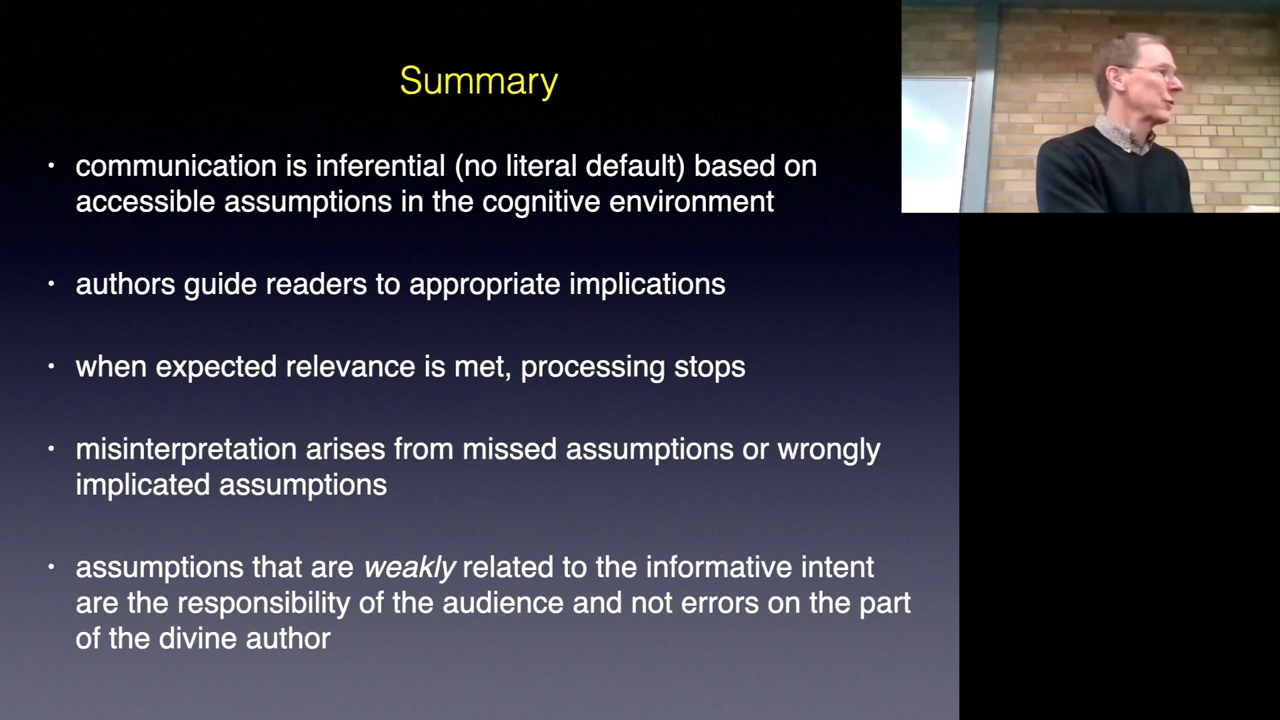 Summary
• communication is inferential (no literal default) based on
accessible assumptions in the cognitive environment
• authors guide readers to appropriate implications
• when expected relevance is met, processing stops
• misinterpretation arises from missed assumptions or wrongly
implicated assumptions
• assumptions that are weakly related to the informative intent
are the responsibility of the audience and not errors on the part
of the divine author